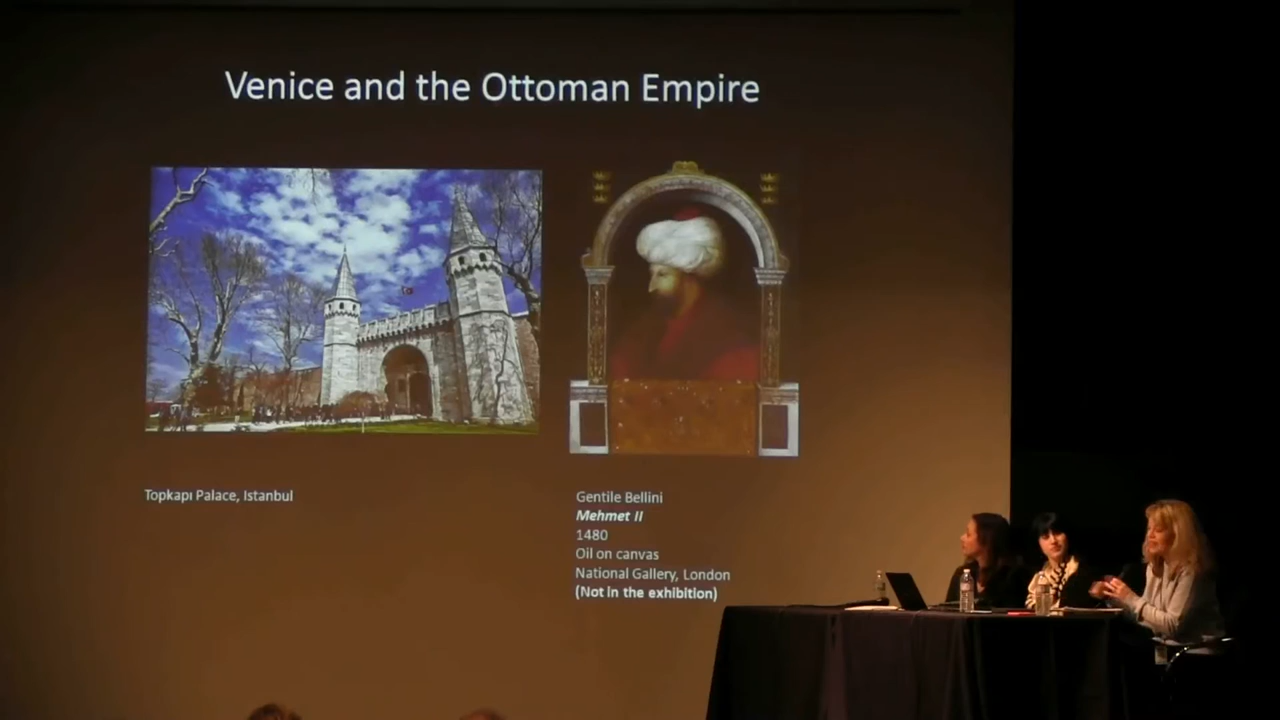 Venice and the Ottoman Empire
Topkapı Palace, Istanbul
Gentile Bellini
Mehmet II
1480
Oil on canvas
National Gallery, London
(Not in the exhibition)